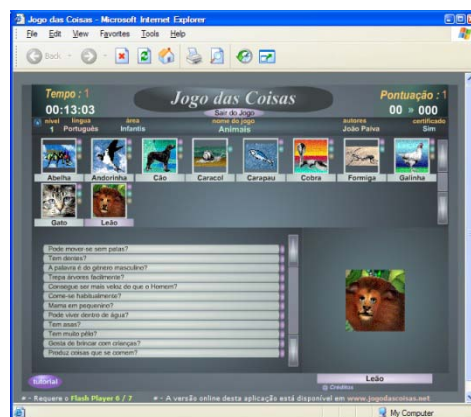 Jogo das Coisas - Microsoft Internet Explorer
File Edit View Favorites Tools Help
Back
Tempo : 1
00:13:03
Jogo das Coisas
Sair do Jogo
Pontuação : 1
00 » 000
nível língua área nome do jogo autores certificado
1 Português Infantis Animais João Paiva Sim
Abelha Andorinha Cão Caracol Carapau Cobra Formiga Galinha
Gato Leão
Pode mover-se sem patas?
Tem dentes?
A palavra é do género masculino?
Trepa árvores facilmente?
Consegue ser mais veloz do que o Homem?
Come-se habitualmente?
Mama em pequenino?
Pode viver dentro de água?
Tem asas?
Tem muito pêlo?
Gosta de brincar com crianças?
Produz coisas que se comem?
Leão
Créditos
tutorial
- Requere o Flash Player 6 / 7 - A versão online desta aplicação está disponível em www.jogodascoisas.net
My Computer